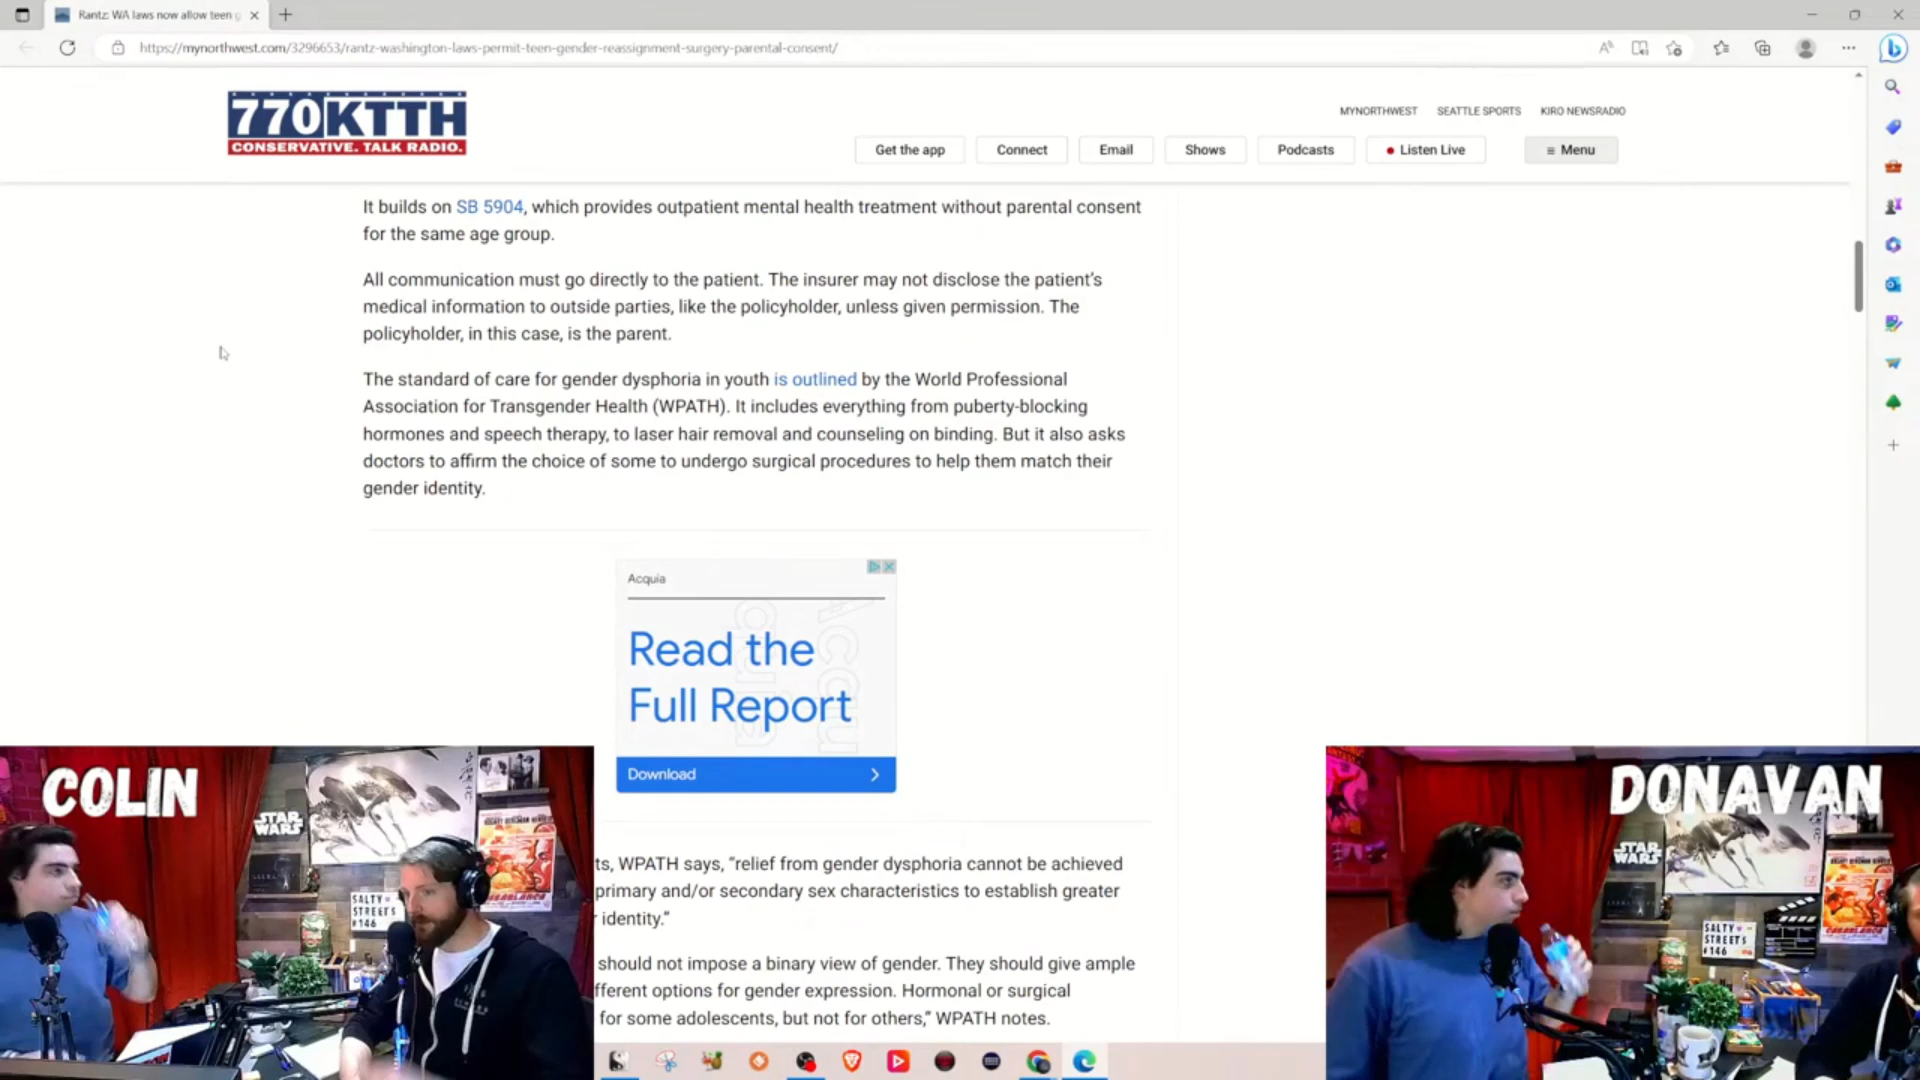 Rantz: WA laws now allow teen g
https://mynorthwest.com/3296653/rantz-washington-laws-permit-teen-gender-reassignment-surgery-parental-consent/
770KTTH
CONSERVATIVE. TALK RADIO.
MYNORTHWEST SEATTLE SPORTS KIRO NEWSRADIO
Get the app Connect Email Shows Podcasts Listen Live Menu
It builds on SB 5904, which provides outpatient mental health treatment without parental consent
for the same age group.
All communication must go directly to the patient. The insurer may not disclose the patient’s
medical information to outside parties, like the policyholder, unless given permission. The
policyholder, in this case, is the parent.
The standard of care for gender dysphoria in youth is outlined by the World Professional
Association for Transgender Health (WPATH). It includes everything from puberty-blocking
hormones and speech therapy, to laser hair removal and counseling on binding. But it also asks
doctors to affirm the choice of some to undergo surgical procedures to help them match their
gender identity.
Acquia
Read the
Full Report
Download
ts, WPATH says, “relief from gender dysphoria cannot be achieved
primary and/or secondary sex characteristics to establish greater
identity.”
should not impose a binary view of gender. They should give ample
fferent options for gender expression. Hormonal or surgical
for some adolescents, but not for others,” WPATH notes.
COLIN
STAR
WARS
CASABLANCA
SALTY
STREETS
#146
DONAVAN
STAR
WARS
CASABLANCA
SALTY
STREETS
#146